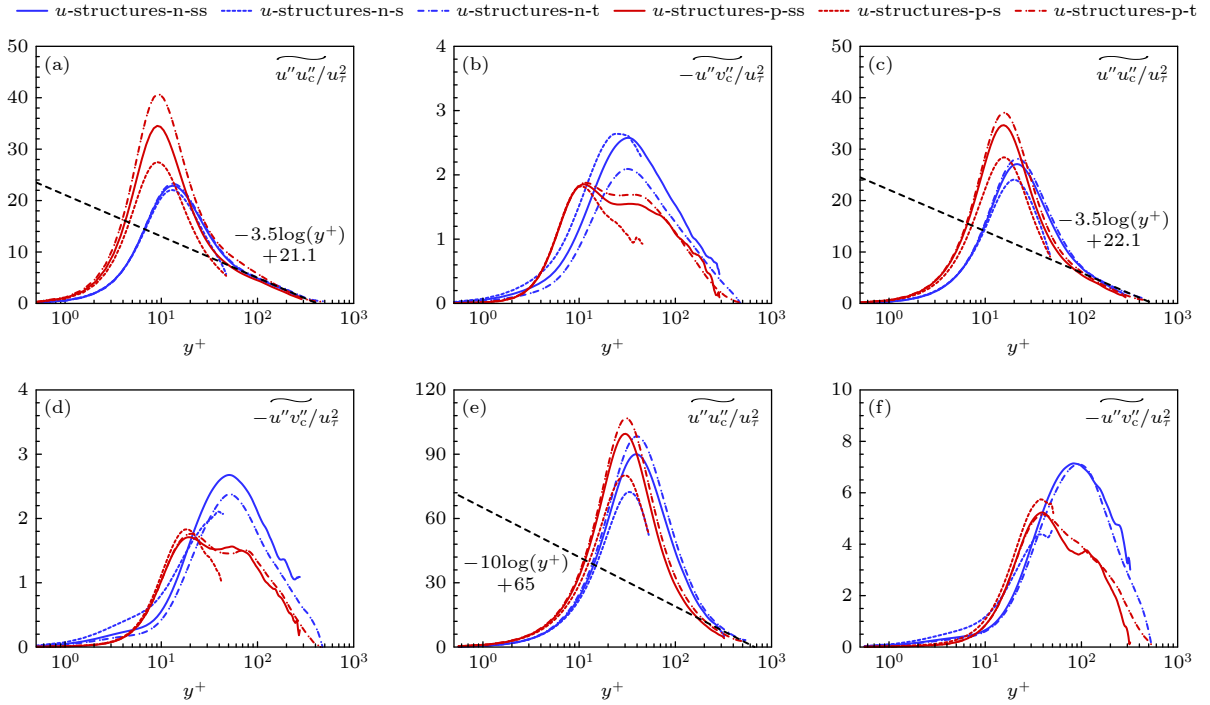 u-structures-n-ss u-structures-n-s u-structures-n-t u-structures-p-ss u-structures-p-s u-structures-p-t
(a)
u″u″c/u²τ
50
40
30
20
10
0
−3.5log(y⁺)
+21.1
10⁰ 10¹ 10² 10³
y⁺
(b)
−u″v″c/u²τ
4
3
2
1
0
10⁰ 10¹ 10² 10³
y⁺
(c)
u″u″c/u²τ
50
40
30
20
10
0
−3.5log(y⁺)
+22.1
10⁰ 10¹ 10² 10³
y⁺
(d)
−u″v″c/u²τ
4
3
2
1
0
10⁰ 10¹ 10² 10³
y⁺
(e)
u″u″c/u²τ
120
90
60
30
0
−10log(y⁺)
+65
10⁰ 10¹ 10² 10³
y⁺
(f)
−u″v″c/u²τ
10
8
6
4
2
0
10⁰ 10¹ 10² 10³
y⁺